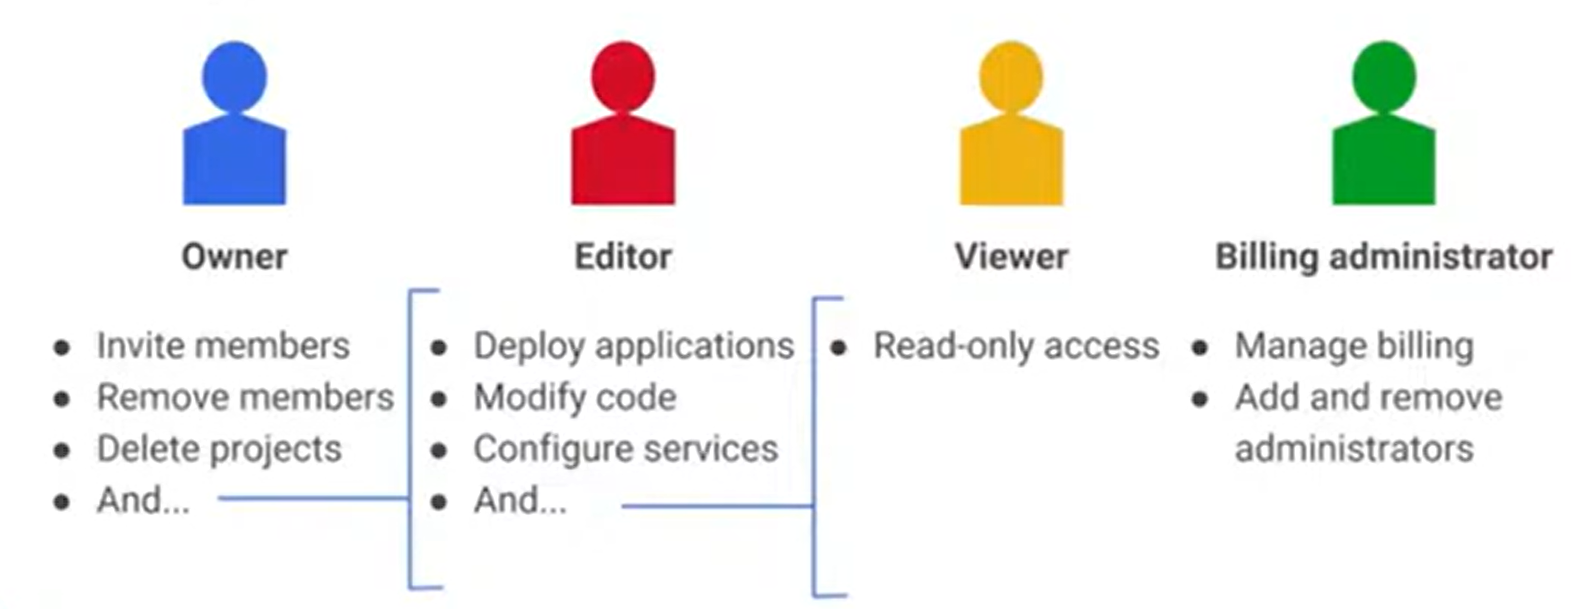 Owner
Invite members
Remove members
Delete projects
And...
Editor
Deploy applications
Modify code
Configure services
And...
Viewer
Read-only access
Billing administrator
Manage billing
Add and remove
administrators